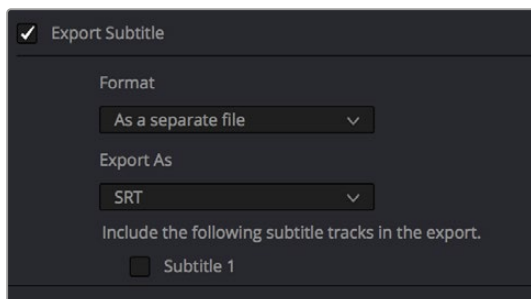 Export Subtitle
Format
As a separate file
Export As
SRT
Include the following subtitle tracks in the export.
Subtitle 1